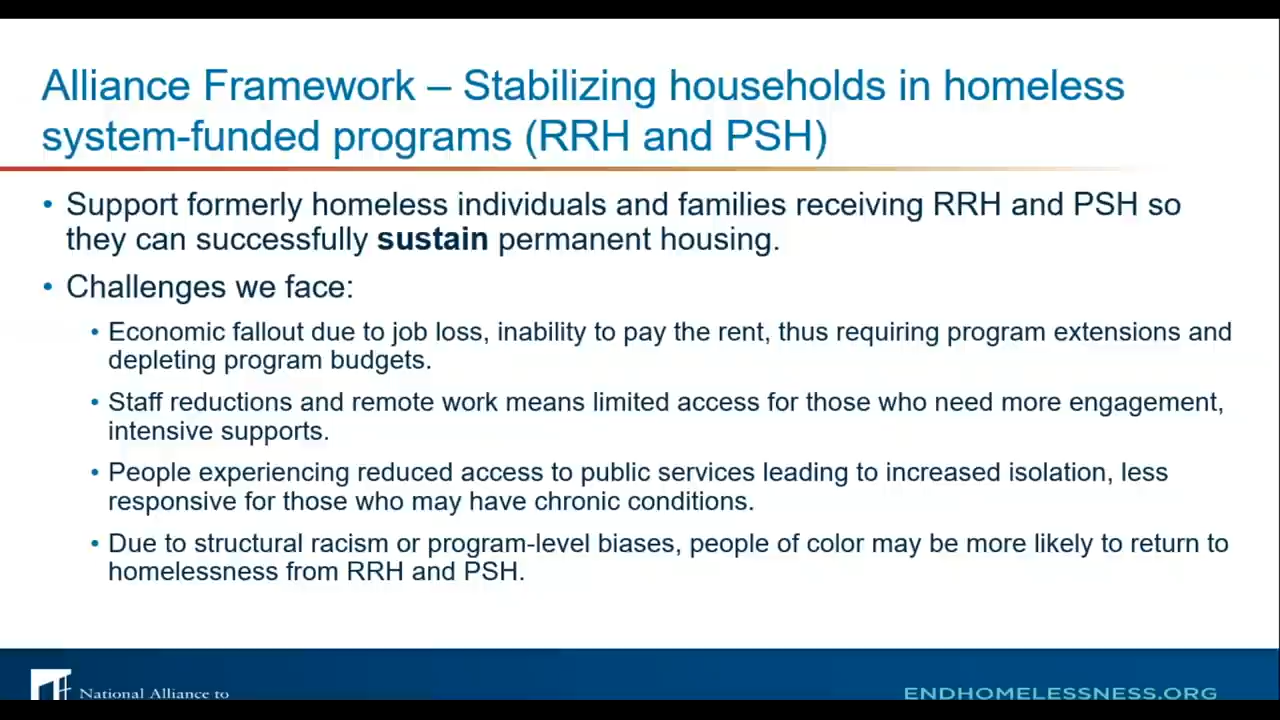 Alliance Framework – Stabilizing households in homeless
system-funded programs (RRH and PSH)
• Support formerly homeless individuals and families receiving RRH and PSH so
they can successfully sustain permanent housing.
• Challenges we face:
• Economic fallout due to job loss, inability to pay the rent, thus requiring program extensions and
depleting program budgets.
• Staff reductions and remote work means limited access for those who need more engagement,
intensive supports.
• People experiencing reduced access to public services leading to increased isolation, less
responsive for those who may have chronic conditions.
• Due to structural racism or program-level biases, people of color may be more likely to return to
homelessness from RRH and PSH.
National Alliance to
ENDHOMELESSNESS.ORG